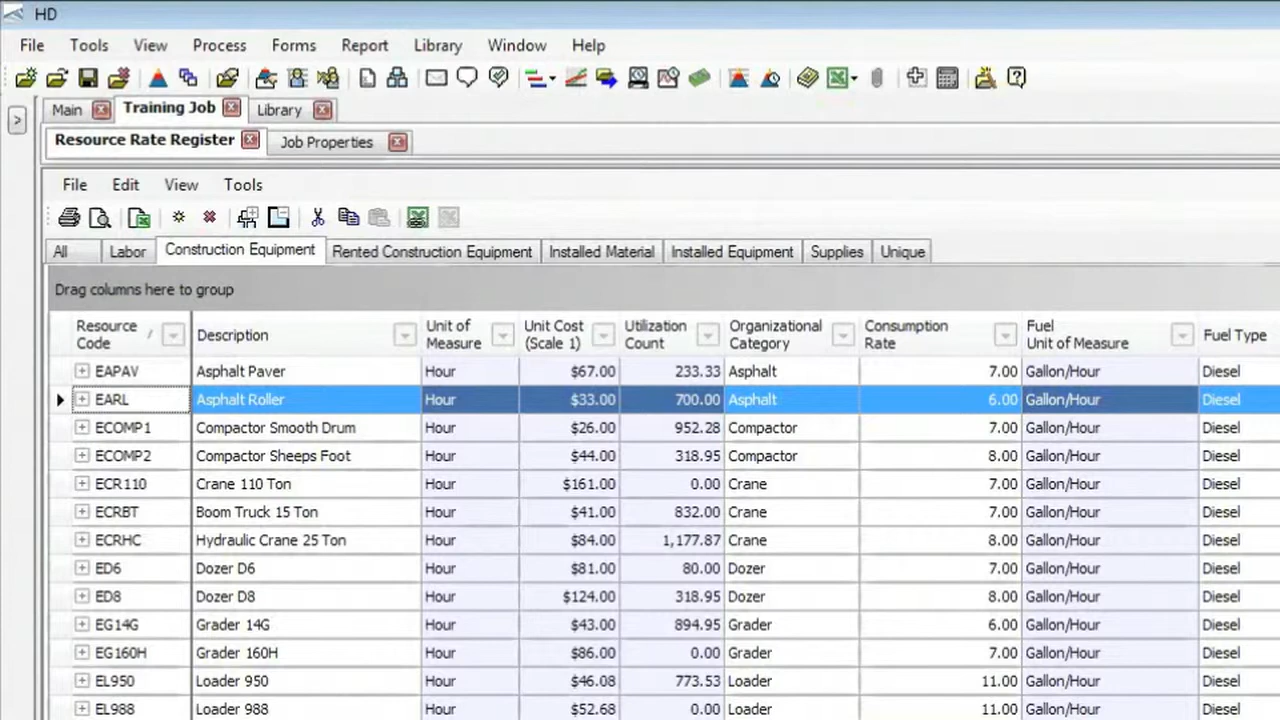 HD
File Tools View Process Forms Report Library Window Help
Main Training Job Library
>
Resource Rate Register Job Properties
File Edit View Tools
All Labor Construction Equipment Rented Construction Equipment Installed Material Installed Equipment Supplies Unique
Drag columns here to group
Resource Code / Description Unit of Measure Unit Cost (Scale 1) Utilization Count Organizational Category Consumption Rate Fuel Unit of Measure Fuel Type
EAPAV Asphalt Paver Hour $67.00 233.33 Asphalt 7.00 Gallon/Hour Diesel
EARL Asphalt Roller Hour $33.00 700.00 Asphalt 6.00 Gallon/Hour Diesel
ECOMP1 Compactor Smooth Drum Hour $26.00 952.28 Compactor 7.00 Gallon/Hour Diesel
ECOMP2 Compactor Sheeps Foot Hour $44.00 318.95 Compactor 8.00 Gallon/Hour Diesel
ECR110 Crane 110 Ton Hour $161.00 0.00 Crane 7.00 Gallon/Hour Diesel
ECRBT Boom Truck 15 Ton Hour $41.00 832.00 Crane 7.00 Gallon/Hour Diesel
ECRHC Hydraulic Crane 25 Ton Hour $84.00 1,177.87 Crane 8.00 Gallon/Hour Diesel
ED6 Dozer D6 Hour $81.00 80.00 Dozer 7.00 Gallon/Hour Diesel
ED8 Dozer D8 Hour $124.00 318.95 Dozer 8.00 Gallon/Hour Diesel
EG14G Grader 14G Hour $43.00 894.95 Grader 6.00 Gallon/Hour Diesel
EG160H Grader 160H Hour $86.00 0.00 Grader 7.00 Gallon/Hour Diesel
EL950 Loader 950 Hour $46.08 773.53 Loader 11.00 Gallon/Hour Diesel
EL988 Loader 988 Hour $52.68 0.00 Loader 11.00 Gallon/Hour Diesel